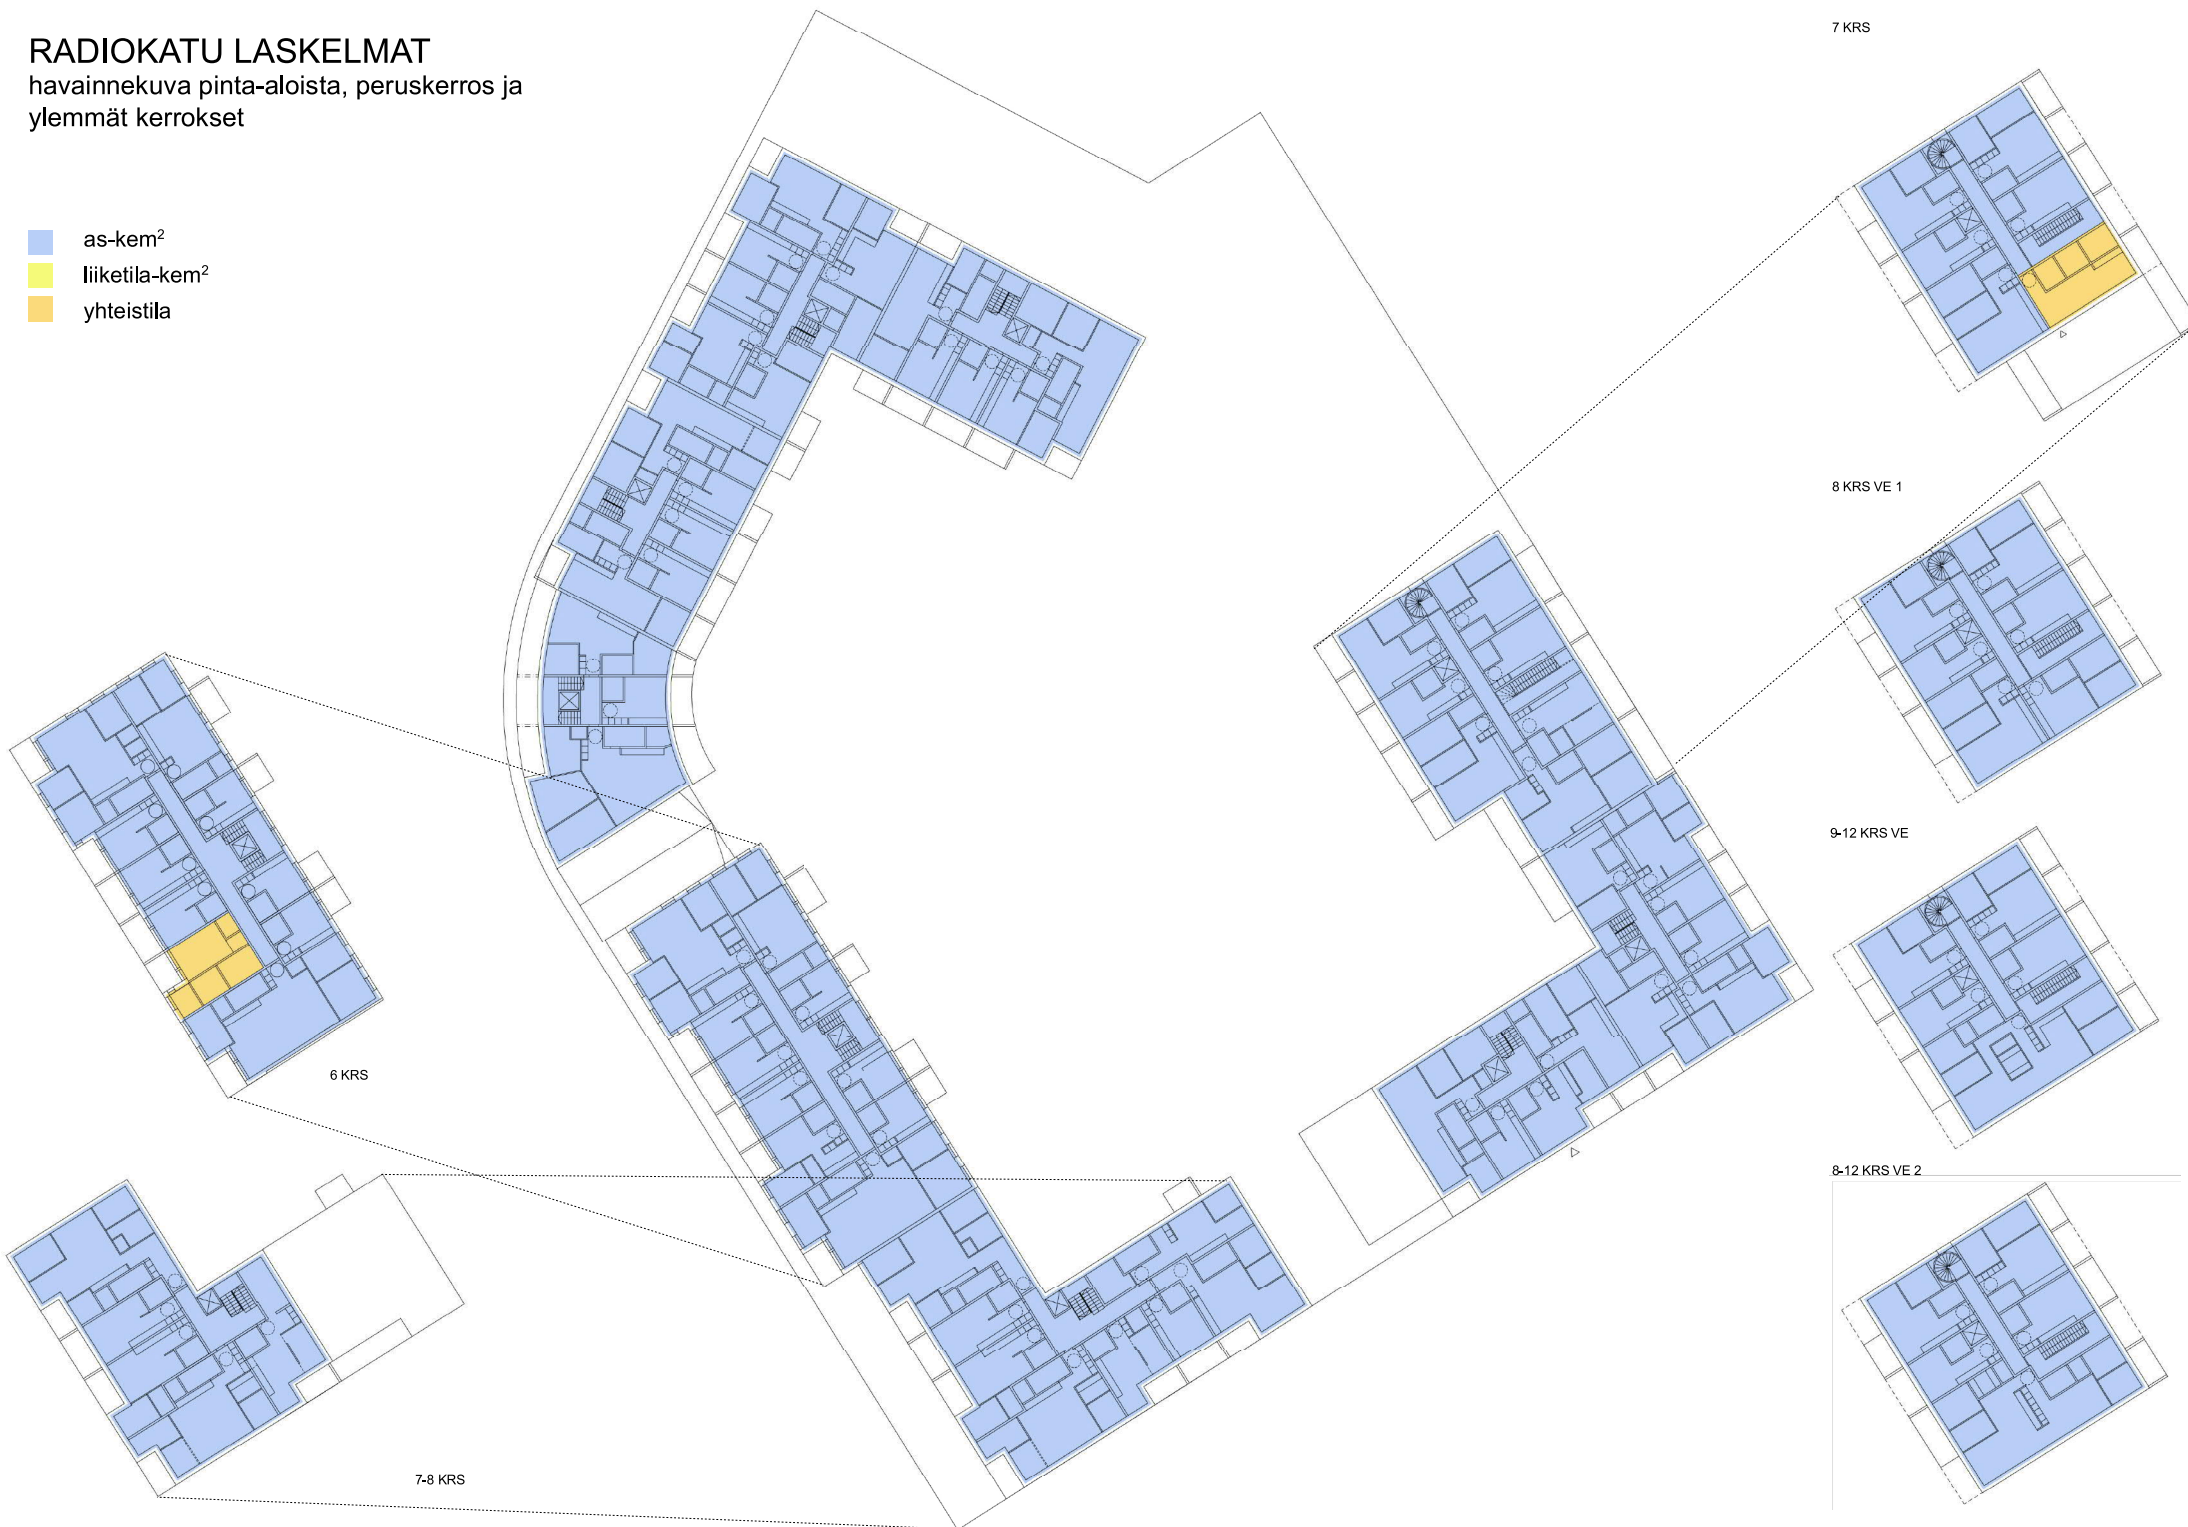 RADIOKATU LASKELMAT
havainnekuva pinta-aloista, peruskerros ja
ylemmät kerrokset
as-kem²
liiketila-kem²
yhteistila
7 KRS
8 KRS VE 1
9-12 KRS VE
8-12 KRS VE 2
6 KRS
7-8 KRS